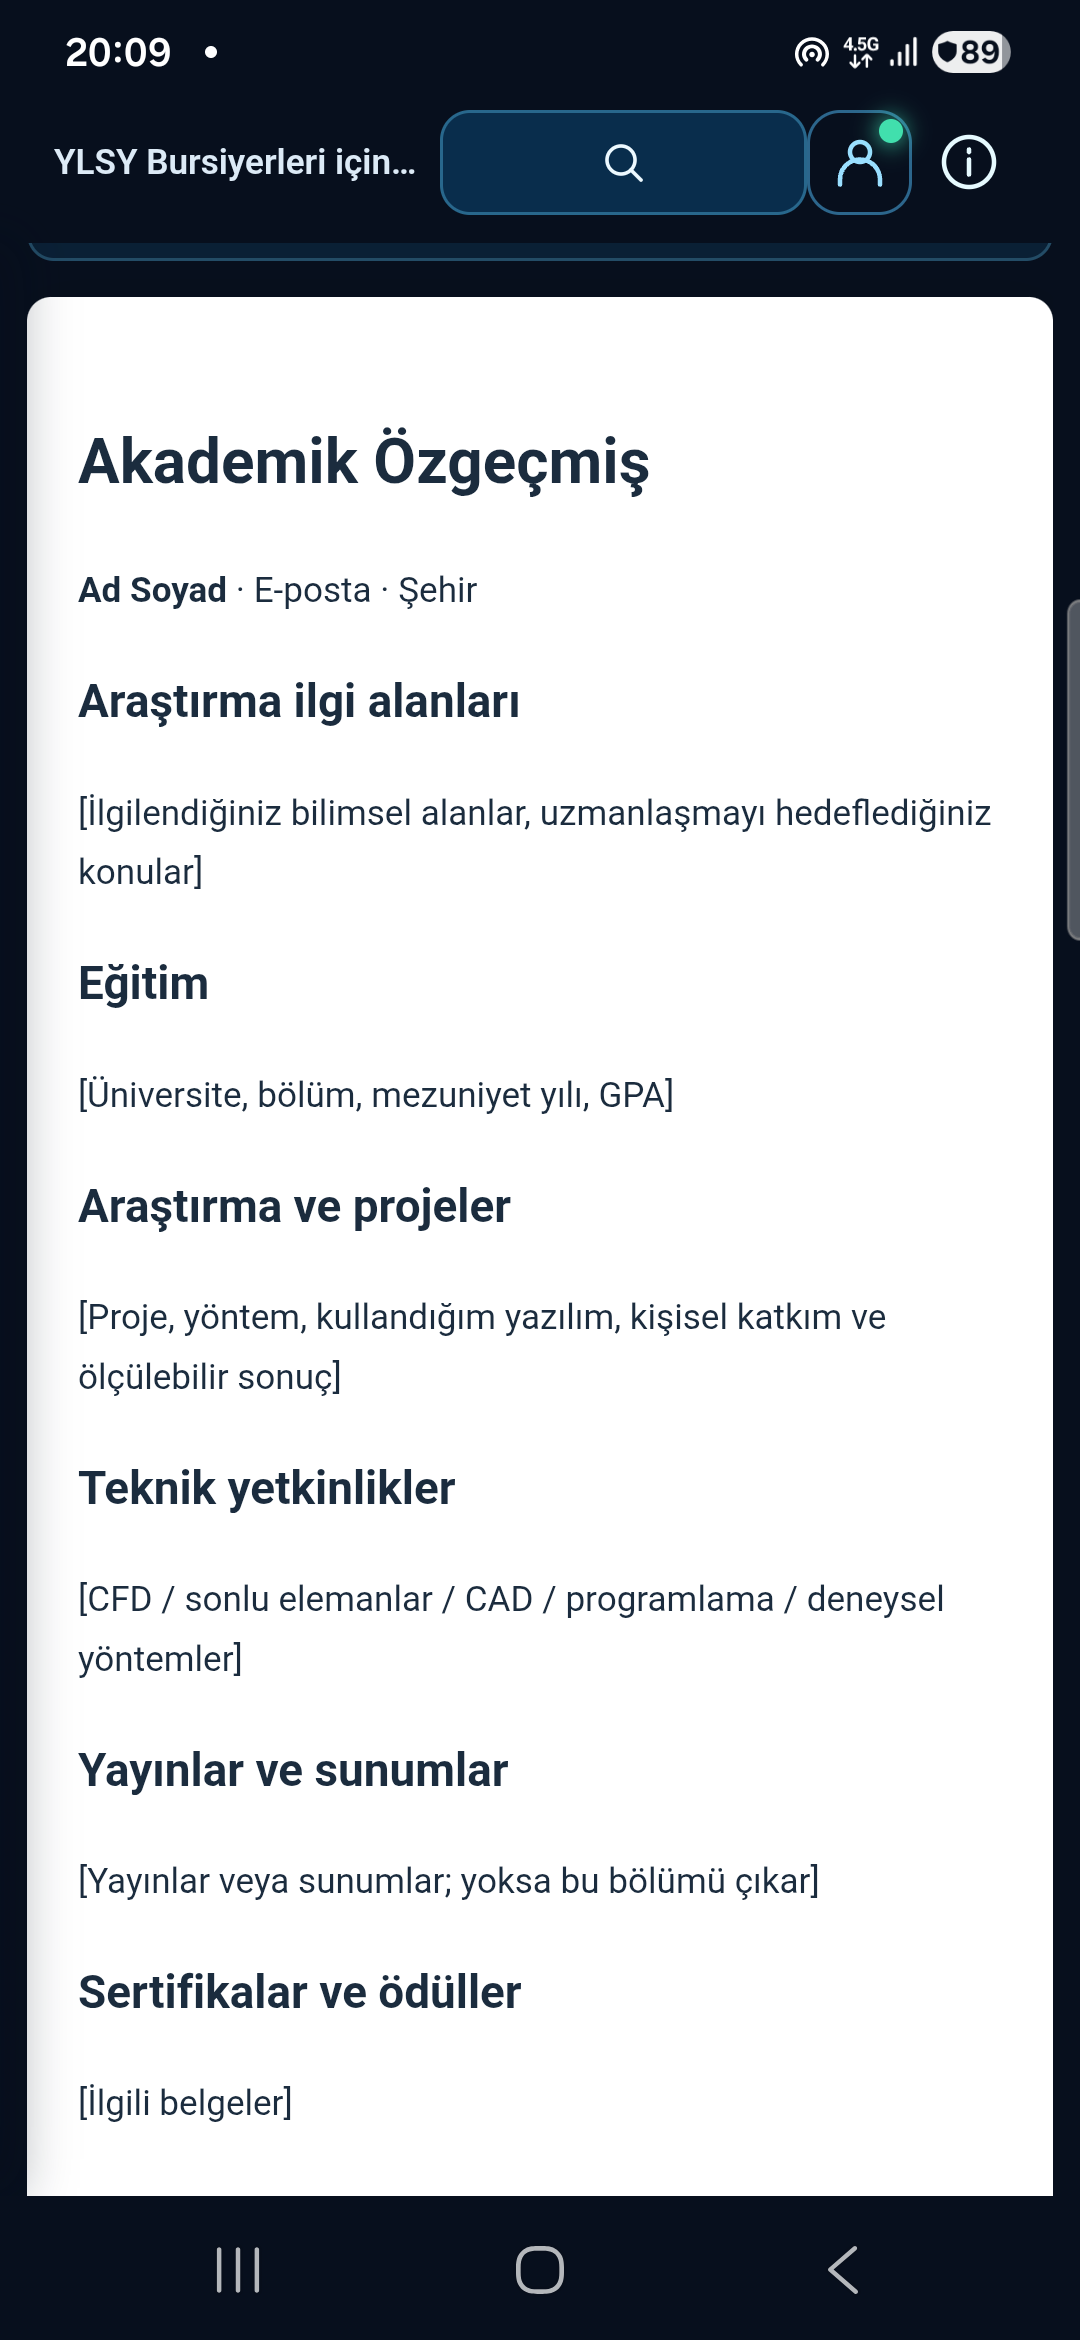 20:09
4.5G
89
YLSY Bursiyerleri için...
Akademik Özgeçmiş
Ad Soyad · E-posta · Şehir
Araştırma ilgi alanları
[İlgilendiğiniz bilimsel alanlar, uzmanlaşmayı hedeflediğiniz
konular]
Eğitim
[Üniversite, bölüm, mezuniyet yılı, GPA]
Araştırma ve projeler
[Proje, yöntem, kullandığım yazılım, kişisel katkım ve
ölçülebilir sonuç]
Teknik yetkinlikler
[CFD / sonlu elemanlar / CAD / programlama / deneysel
yöntemler]
Yayınlar ve sunumlar
[Yayınlar veya sunumlar; yoksa bu bölümü çıkar]
Sertifikalar ve ödüller
[İlgili belgeler]